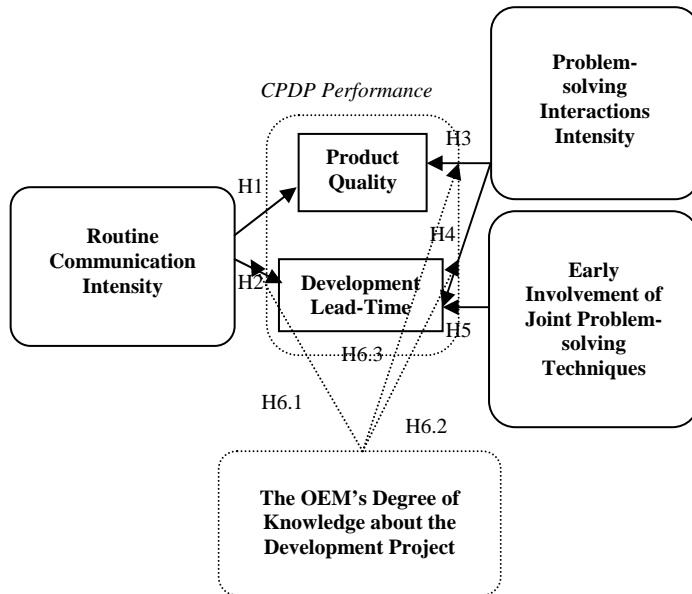 CPDP Performance
Problem-
solving
Interactions
Intensity
H3
Product
Quality
H1
Routine
Communication
Intensity
H4
H2
Development
Lead-Time
Early
Involvement of
Joint Problem-
solving
Techniques
H5
H6.3
H6.1
H6.2
The OEM’s Degree of
Knowledge about the
Development Project